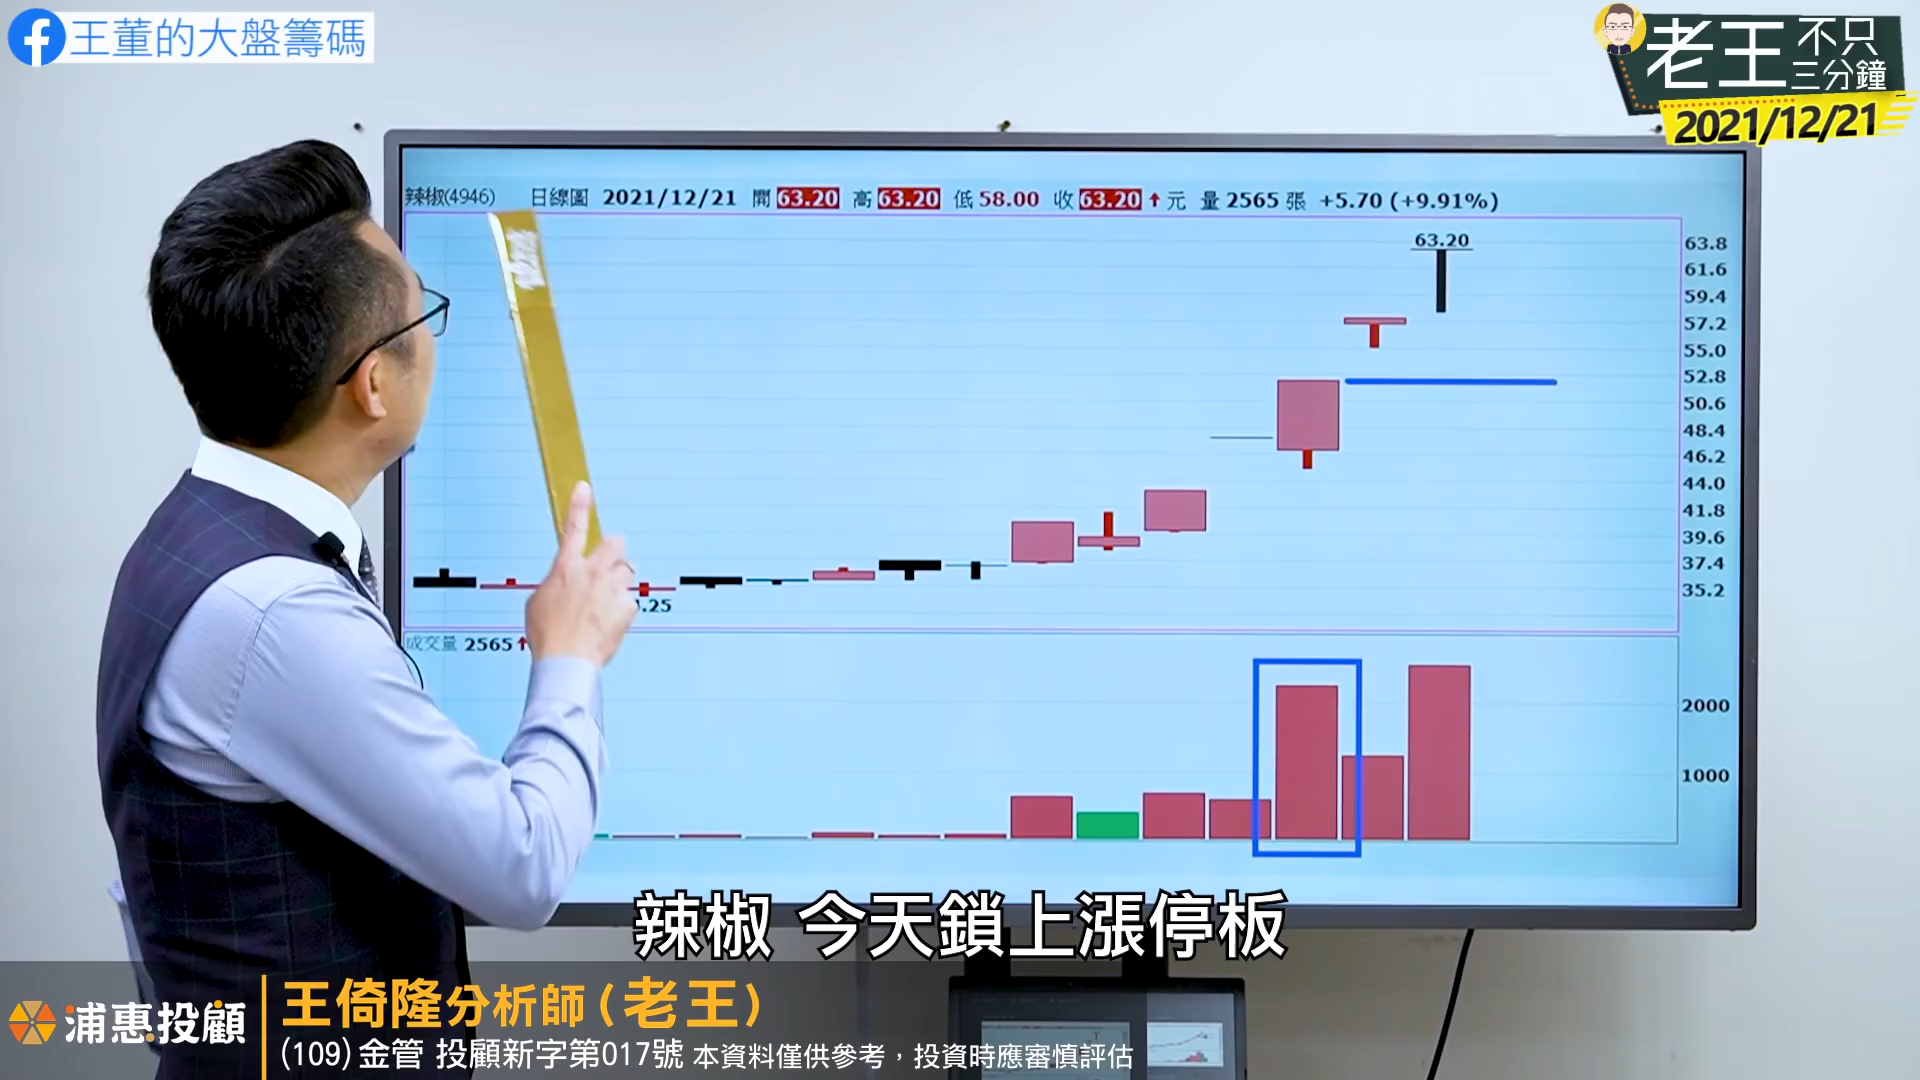 王董的大盤籌碼
老王不只三分鐘
2021/12/21
辣椒(4946) 日線圖 2021/12/21 開 63.20 高 63.20 低 58.00 收 63.20 ↑ 元 量 2565 張 +5.70 (+9.91%)
63.20
63.8
61.6
59.4
57.2
55.0
52.8
50.6
48.4
46.2
44.0
41.8
39.6
37.4
35.2
.25
成交量 2565↑
2000
1000
辣椒 今天鎖上漲停板
浦惠投顧
王倚隆分析師(老王)
(109)金管 投顧新字第017號 本資料僅供參考,投資時應審慎評估